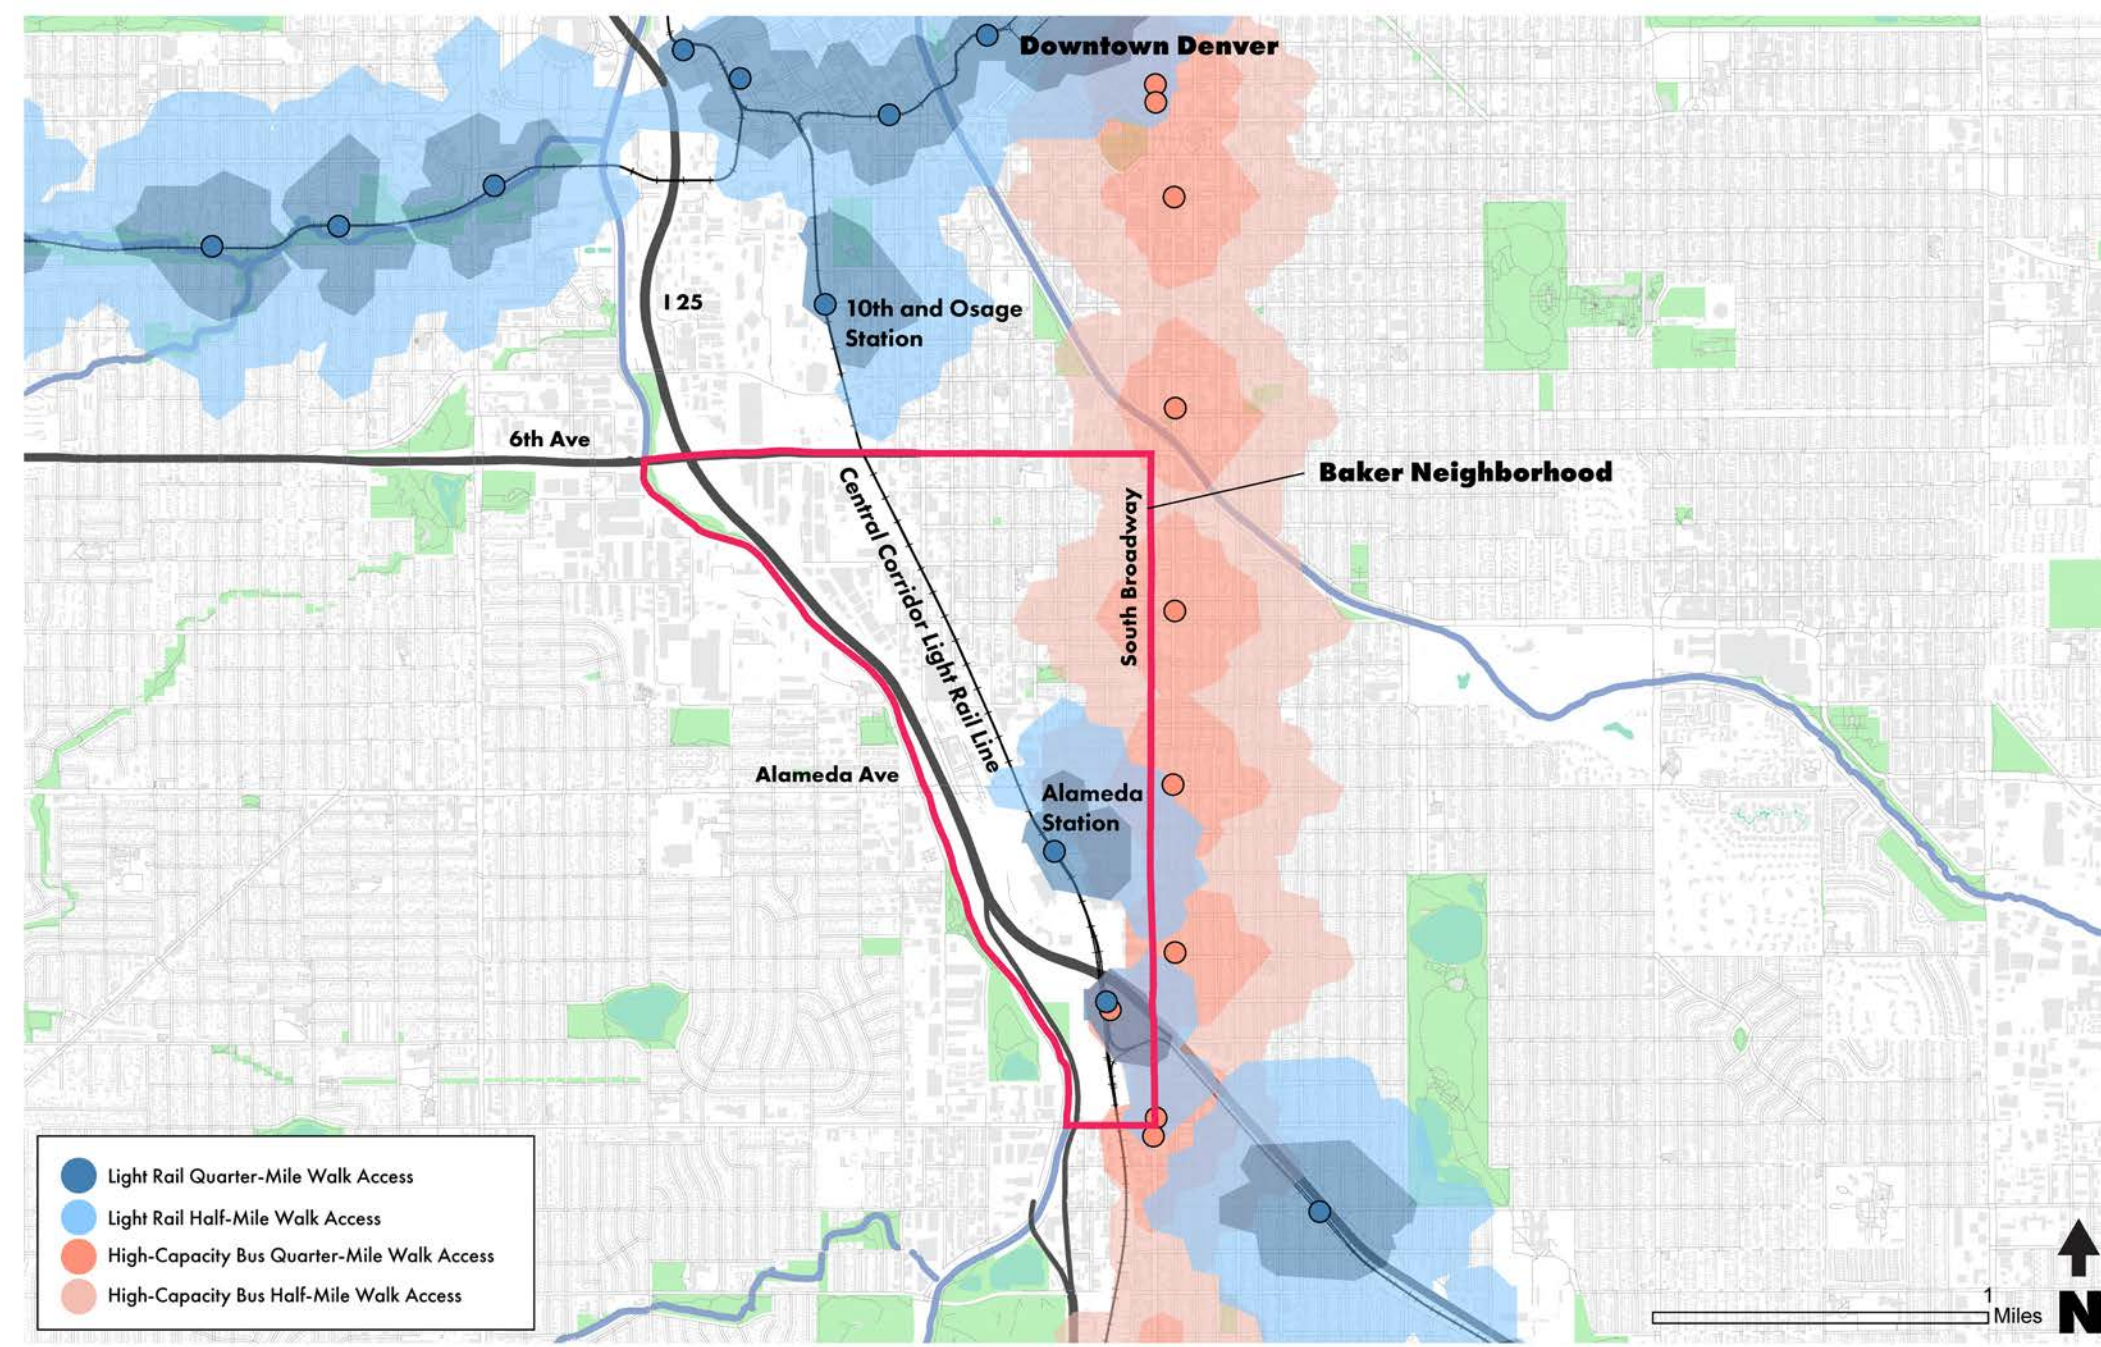 Downtown Denver
I 25
10th and Osage
Station
6th Ave
Baker Neighborhood
Central Corridor Light Rail Line
South Broadway
Alameda Ave
Alameda
Station
Light Rail Quarter-Mile Walk Access
Light Rail Half-Mile Walk Access
High-Capacity Bus Quarter-Mile Walk Access
High-Capacity Bus Half-Mile Walk Access
1
Miles
N